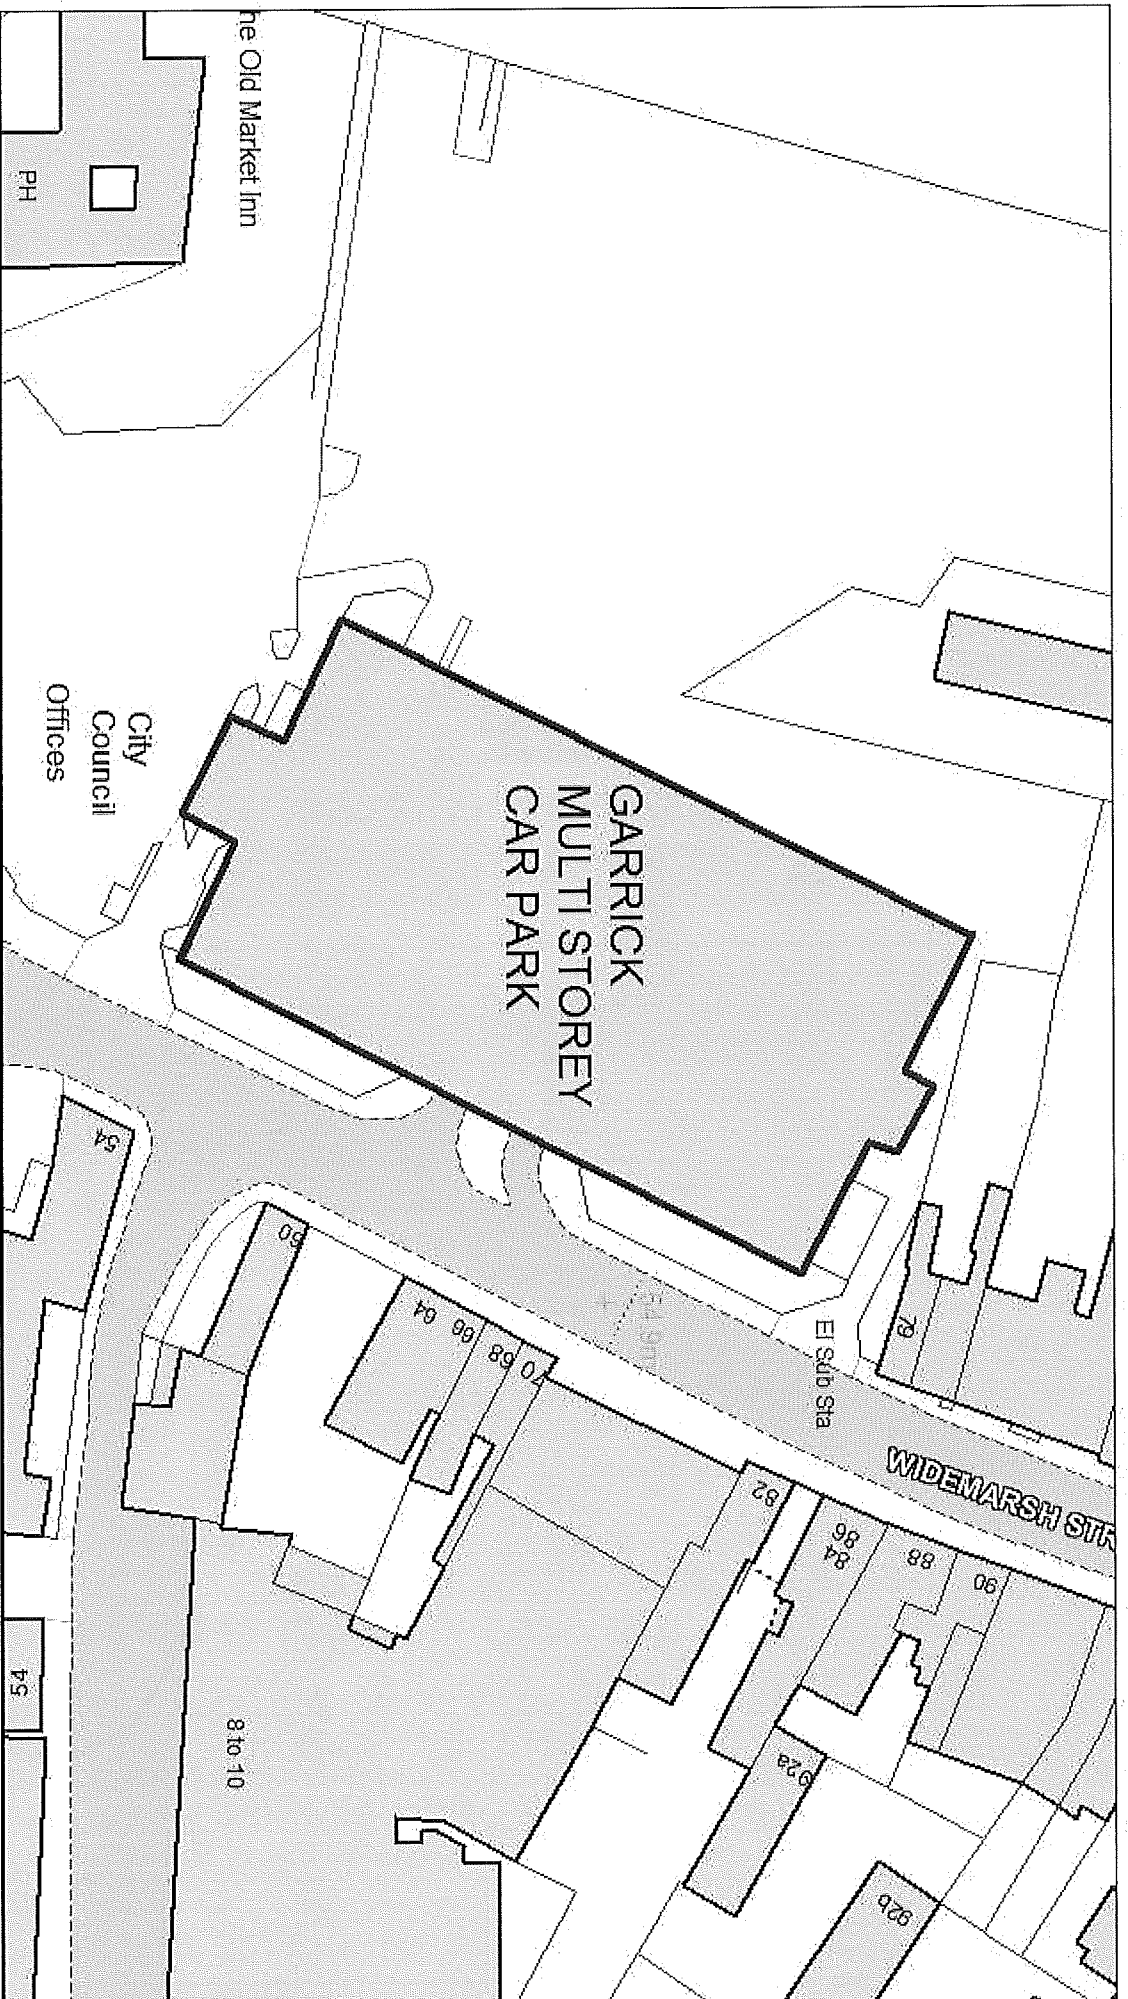 he Old Market Inn
PH
GARRICK
MULTI STOREY
CAR PARK
City
Council
Offices
El Sub Sta
WIDEMARSH STR
79
54
60
64
66
68
70
82
84
86
88
90
92a
92b
8 to 10
54